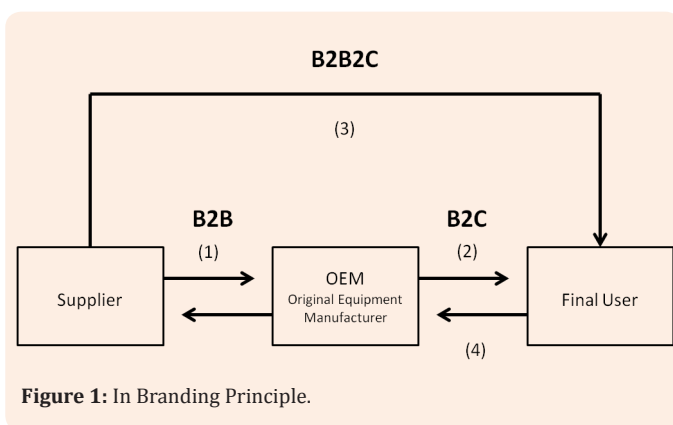 B2B2C
(3)
B2B
B2C
(1)
(2)
Supplier
OEM
Original Equipment
Manufacturer
Final User
(4)
Figure 1: In Branding Principle.